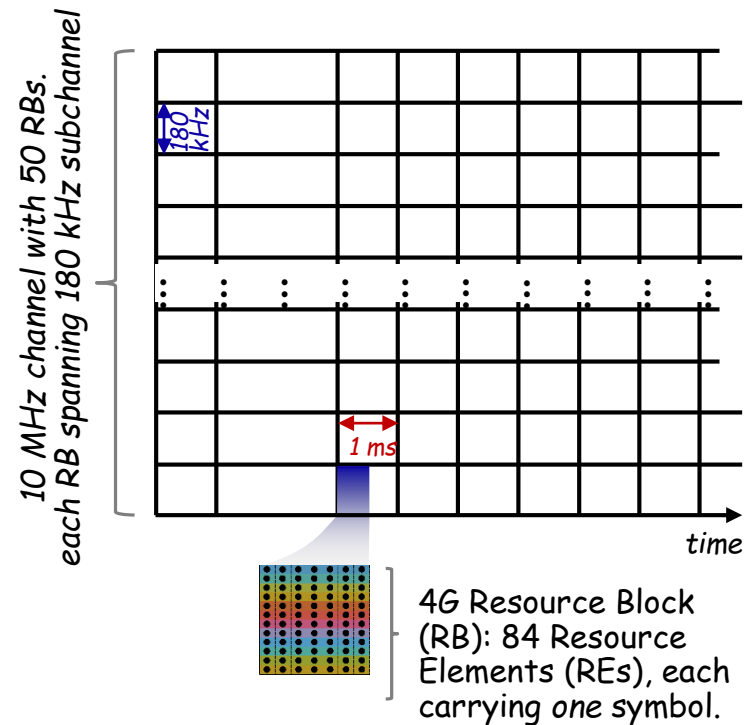 10 MHz channel with 50 RBs.
each RB spanning 180 kHz subchannel
180
kHz
1 ms
time
4G Resource Block
(RB): 84 Resource
Elements (REs), each
carrying one symbol.